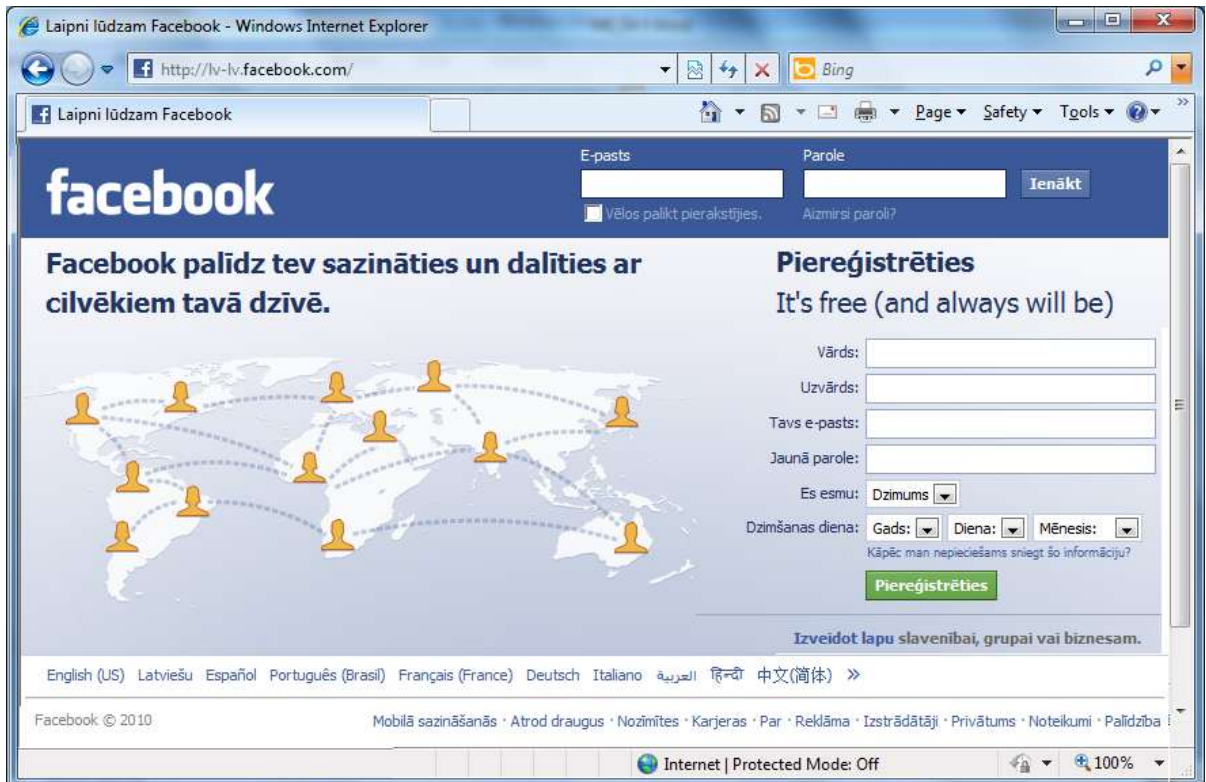 Laipni lūdzam Facebook - Windows Internet Explorer
http://lv-lv.facebook.com/
Bing
Laipni lūdzam Facebook
Page Safety Tools
facebook
E-pasts Parole
Ienākt
Vēlos palikt pierakstījies. Aizmirsi paroli?
Facebook palīdz tev sazināties un dalīties ar
cilvēkiem tavā dzīvē.
Piereģistrēties
It's free (and always will be)
Vārds:
Uzvārds:
Tavs e-pasts:
Jaunā parole:
Es esmu: Dzimums
Dzimšanas diena: Gads: Diena: Mēnesis:
Kāpēc man nepieciešams sniegt šo informāciju?
Piereģistrēties
Izveidot lapu slavenībai, grupai vai biznesam.
English (US) Latviešu Español Português (Brasil) Français (France) Deutsch Italiano العربية हिन्दी 中文(简体) »
Facebook © 2010 Mobilā sazināšanās · Atrod draugus · Nozīmītes · Karjeras · Par · Reklāma · Izstrādātāji · Privātums · Noteikumi · Palīdzība
Internet | Protected Mode: Off 100%